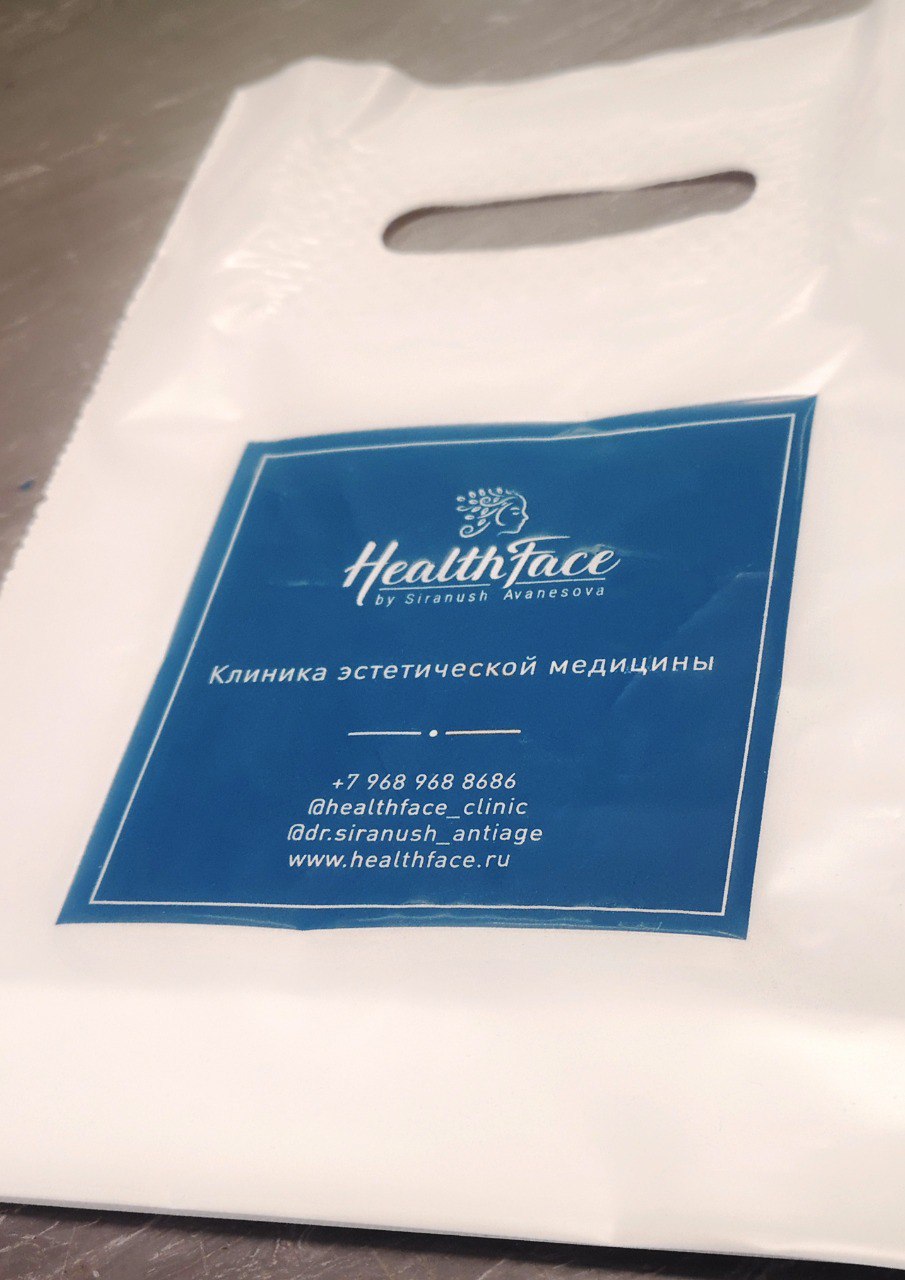 HealthFace
by Siranush Avanesova
Клиника эстетической медицины
+7 968 968 8686
@healthface_clinic
@dr.siranush_antiage
www.healthface.ru